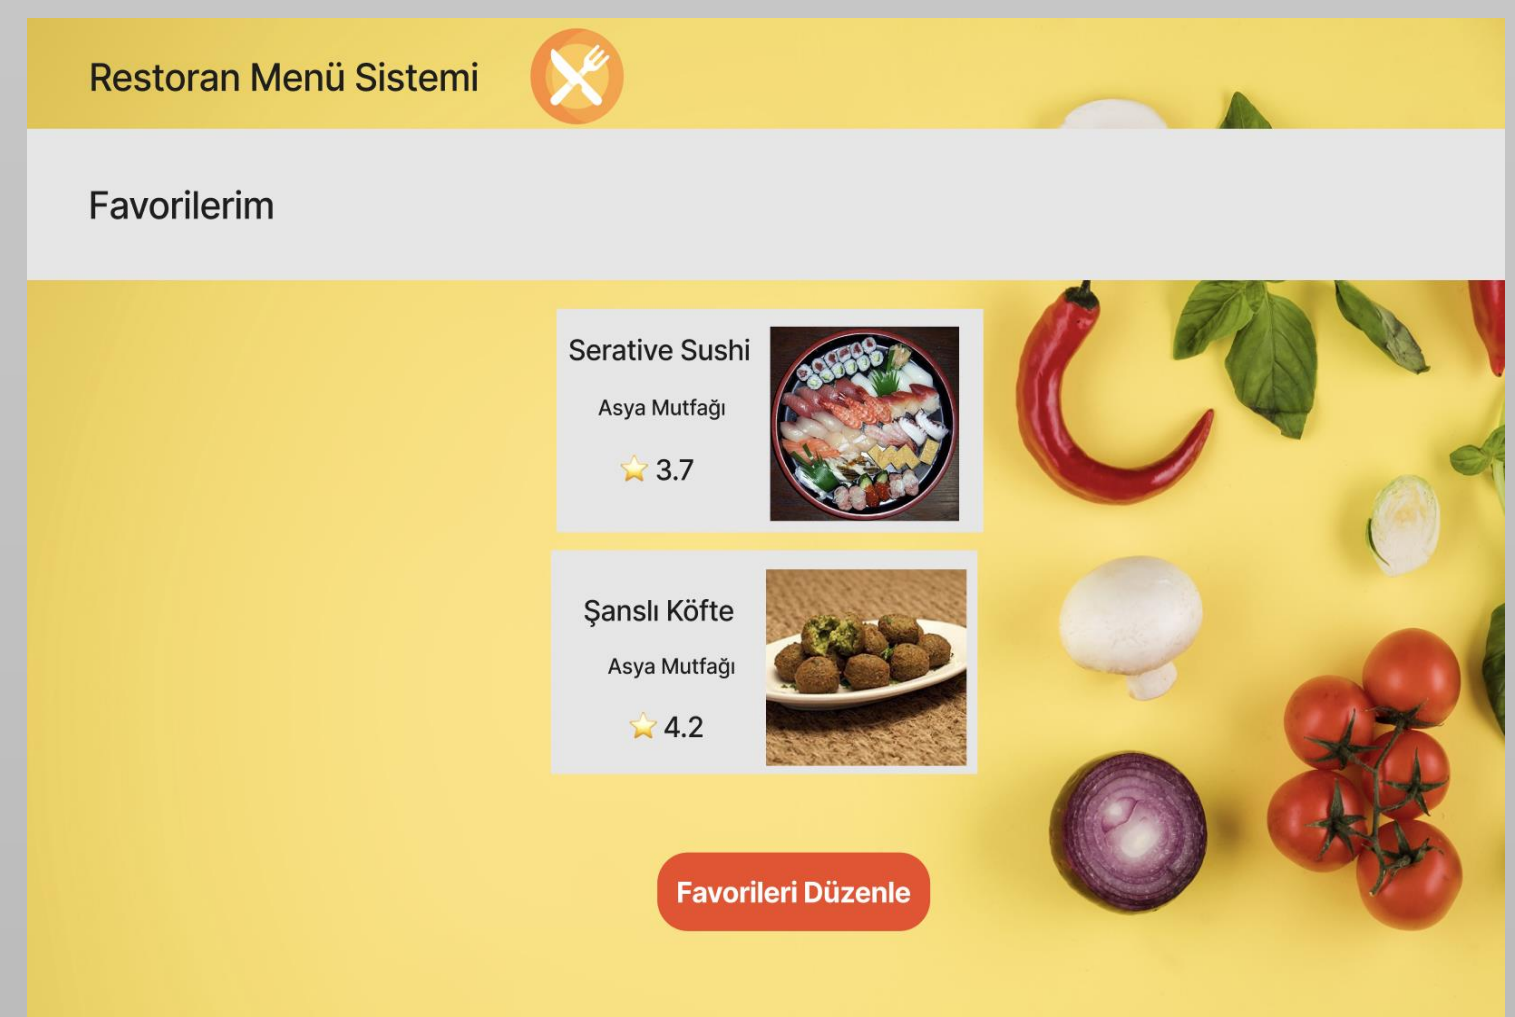 Restoran Menü Sistemi
Favorilerim
Serative Sushi
Asya Mutfağı
⭐ 3.7
Şanslı Köfte
Asya Mutfağı
⭐ 4.2
Favorileri Düzenle